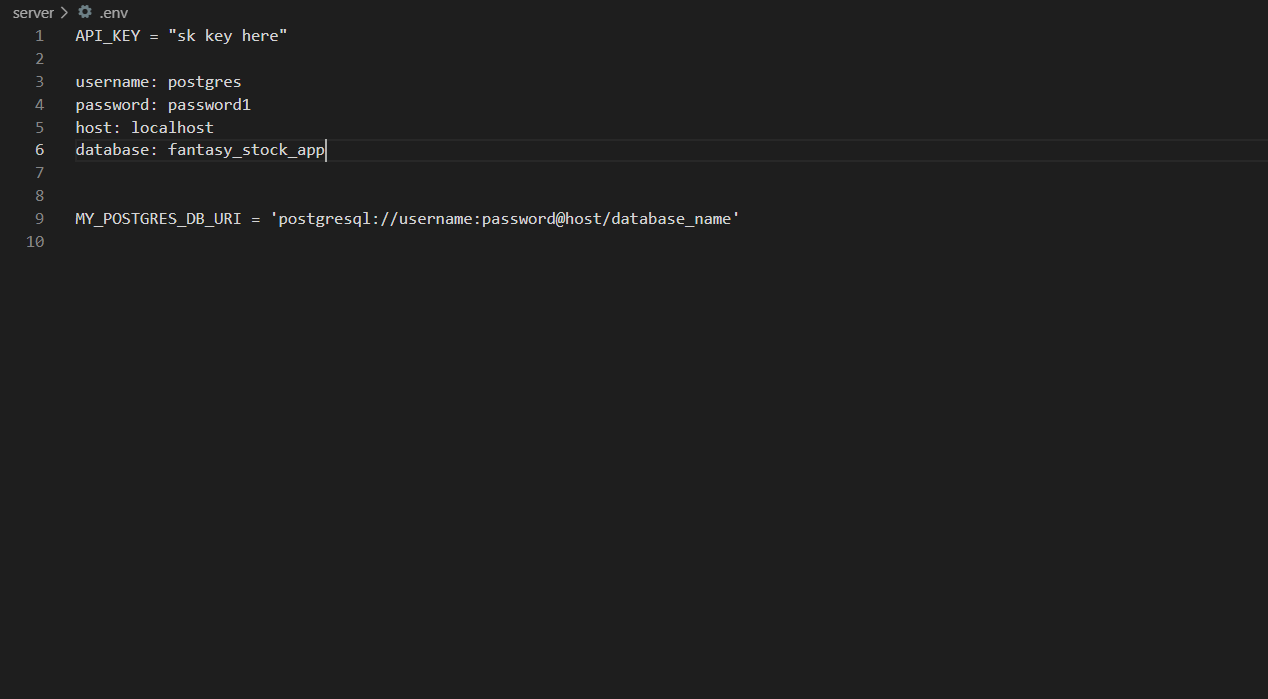 server > .env
1 API_KEY = "sk key here"
2
3 username: postgres
4 password: password1
5 host: localhost
6 database: fantasy_stock_app
7
8
9 MY_POSTGRES_DB_URI = 'postgresql://username:password@host/database_name'
10